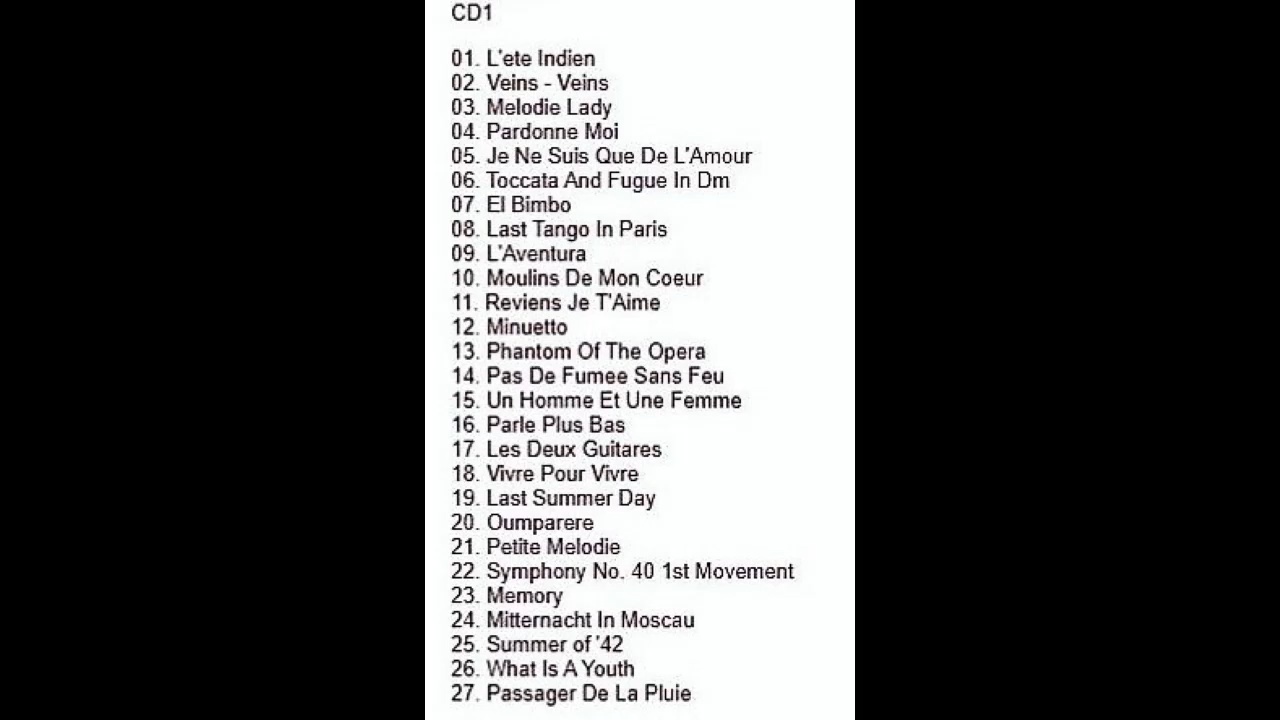 CD1
01. L'ete Indien
02. Veins - Veins
03. Melodie Lady
04. Pardonne Moi
05. Je Ne Suis Que De L'Amour
06. Toccata And Fugue In Dm
07. El Bimbo
08. Last Tango In Paris
09. L'Aventura
10. Moulins De Mon Coeur
11. Reviens Je T'Aime
12. Minuetto
13. Phantom Of The Opera
14. Pas De Fumee Sans Feu
15. Un Homme Et Une Femme
16. Parle Plus Bas
17. Les Deux Guitares
18. Vivre Pour Vivre
19. Last Summer Day
20. Oumparere
21. Petite Melodie
22. Symphony No. 40 1st Movement
23. Memory
24. Mitternacht In Moscau
25. Summer of '42
26. What Is A Youth
27. Passager De La Pluie